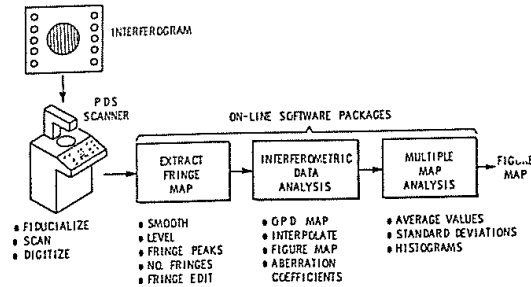 INTERFEROGRAM
PDS
SCANNER
ON-LINE SOFTWARE PACKAGES
EXTRACT
FRINGE
MAP
INTERFEROMETRIC
DATA
ANALYSIS
MULTIPLE
MAP
ANALYSIS
FIGURE
MAP
• FIDUCIALIZE
• SCAN
• DIGITIZE
• SMOOTH
• LEVEL
• FRINGE PEAKS
• NO. FRINGES
• FRINGE EDIT
• OPD MAP
• INTERPOLATE
• FIGURE MAP
• ABERRATION
COEFFICIENTS
• AVERAGE VALUES
• STANDARD DEVIATIONS
• HISTOGRAMS